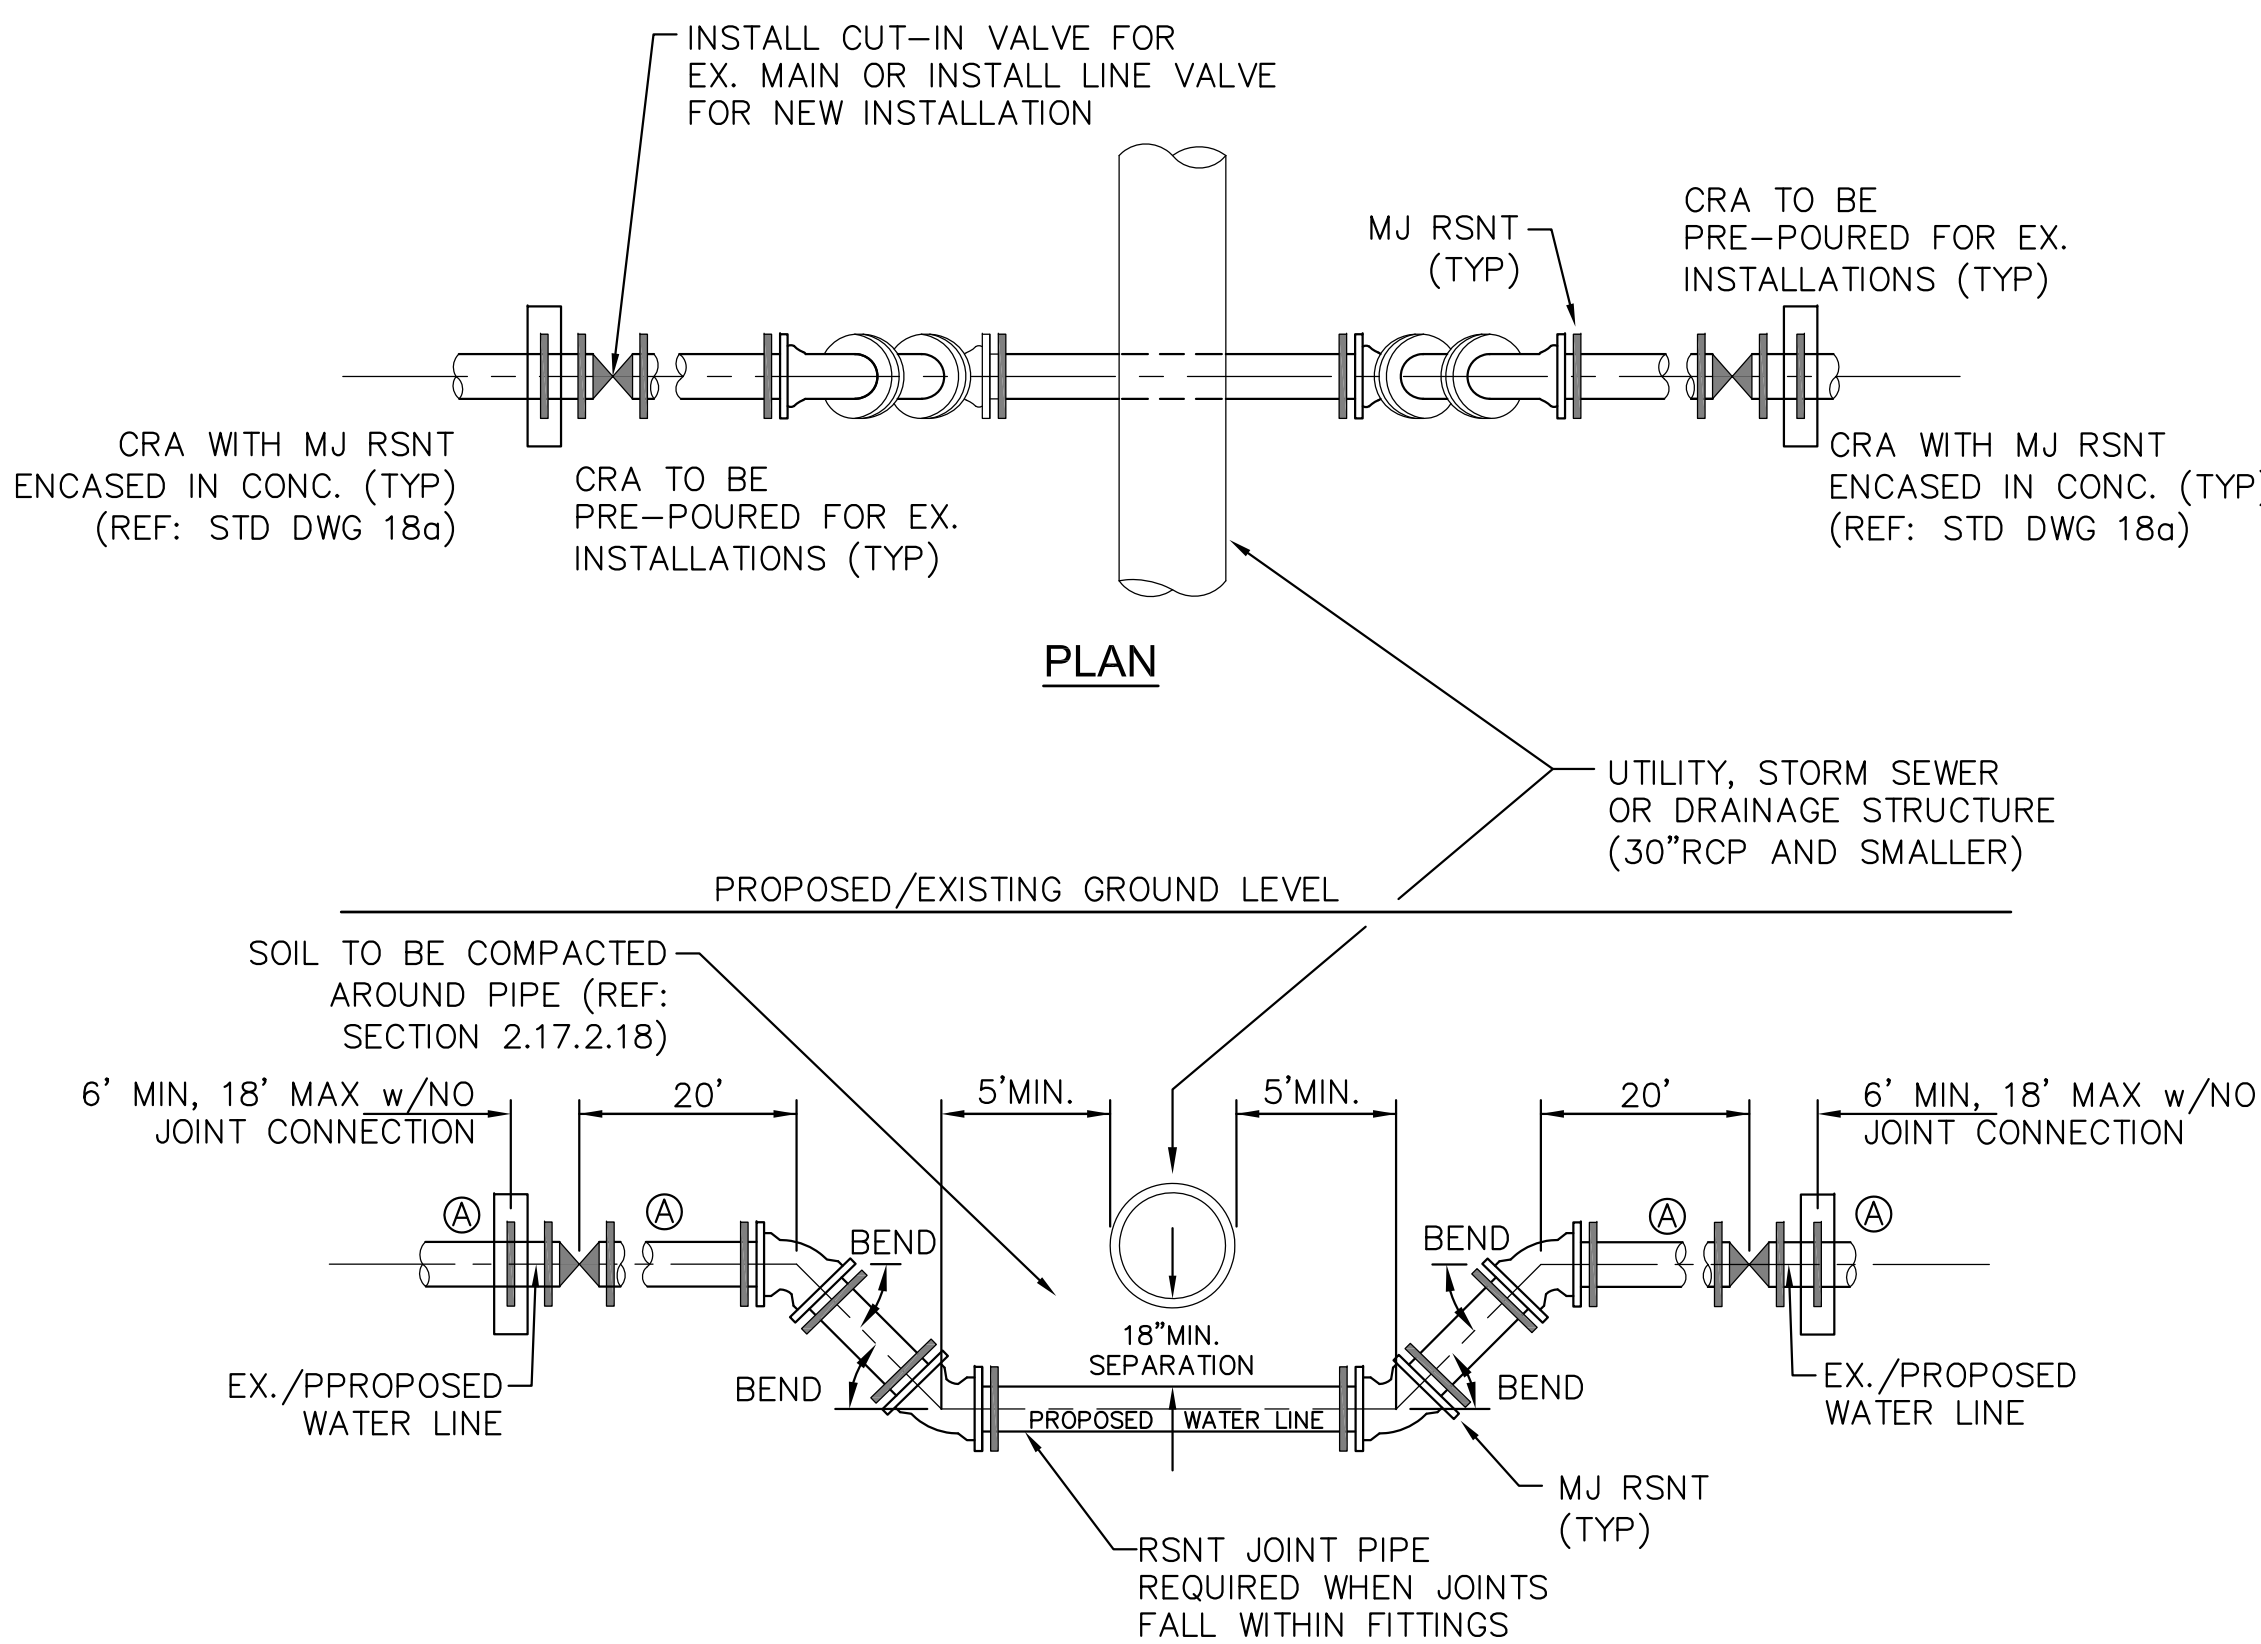 INSTALL CUT-IN VALVE FOR
EX. MAIN OR INSTALL LINE VALVE
FOR NEW INSTALLATION
MJ RSNT
(TYP)
CRA TO BE
PRE-POURED FOR EX.
INSTALLATIONS (TYP)
CRA WITH MJ RSNT
ENCASED IN CONC. (TYP)
(REF: STD DWG 18a)
CRA TO BE
PRE-POURED FOR EX.
INSTALLATIONS (TYP)
CRA WITH MJ RSNT
ENCASED IN CONC. (TYP)
(REF: STD DWG 18a)
PLAN
UTILITY, STORM SEWER
OR DRAINAGE STRUCTURE
(30"RCP AND SMALLER)
PROPOSED/EXISTING GROUND LEVEL
SOIL TO BE COMPACTED
AROUND PIPE (REF:
SECTION 2.17.2.18)
6' MIN, 18' MAX w/NO
JOINT CONNECTION
20'
5'MIN.
5'MIN.
20'
6' MIN, 18' MAX w/NO
JOINT CONNECTION
A
A
BEND
BEND
A
A
18"MIN.
SEPARATION
EX./PPROPOSED
WATER LINE
BEND
PROPOSED WATER LINE
BEND
EX./PROPOSED
WATER LINE
MJ RSNT
(TYP)
RSNT JOINT PIPE
REQUIRED WHEN JOINTS
FALL WITHIN FITTINGS